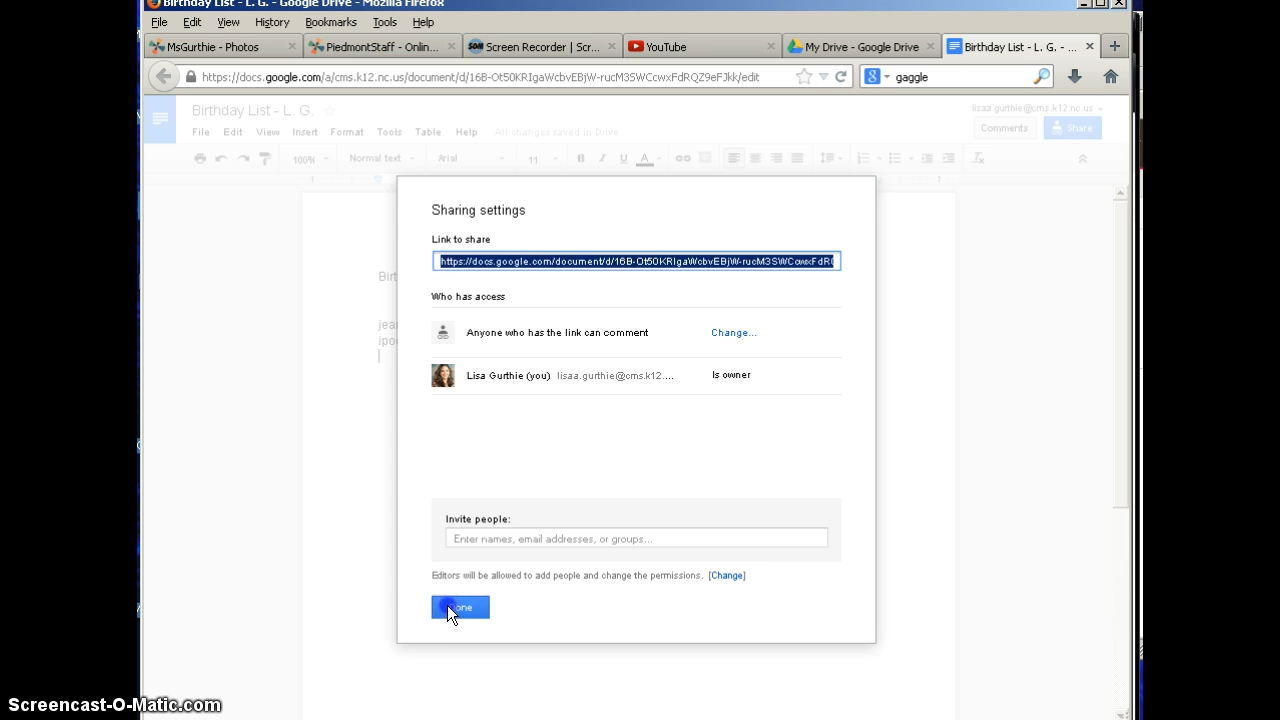 Birthday List - L. G. - Google Drive - Mozilla Firefox
File Edit View History Bookmarks Tools Help
MsGurthie - Photos × PiedmontStaff - Onlin... × SOM Screen Recorder | Scr... × YouTube × My Drive - Google Drive × Birthday List - L. G. - ... × +
https://docs.google.com/a/cms.k12.nc.us/document/d/16B-Ot50KRIgaWcbvEBjW-rucM3SWCcwxFdRQZ9eFJkk/edit gaggle
Birthday List - L. G. lisaa.gurthie@cms.k12.nc.us
File Edit View Insert Format Tools Table Help All changes saved in Drive Comments Share
100% Normal text Arial 11 B I U A
Sharing settings
Link to share
https://docs.google.com/document/d/16B-Ot50KRIgaWcbvEBjW-rucM3SWCcwxFdR
Who has access
Birt
jear
Anyone who has the link can comment Change...
ipo
Lisa Gurthie (you) lisaa.gurthie@cms.k12.... Is owner
Invite people:
Enter names, email addresses, or groups...
Editors will be allowed to add people and change the permissions. [Change]
Done
Screencast-O-Matic.com